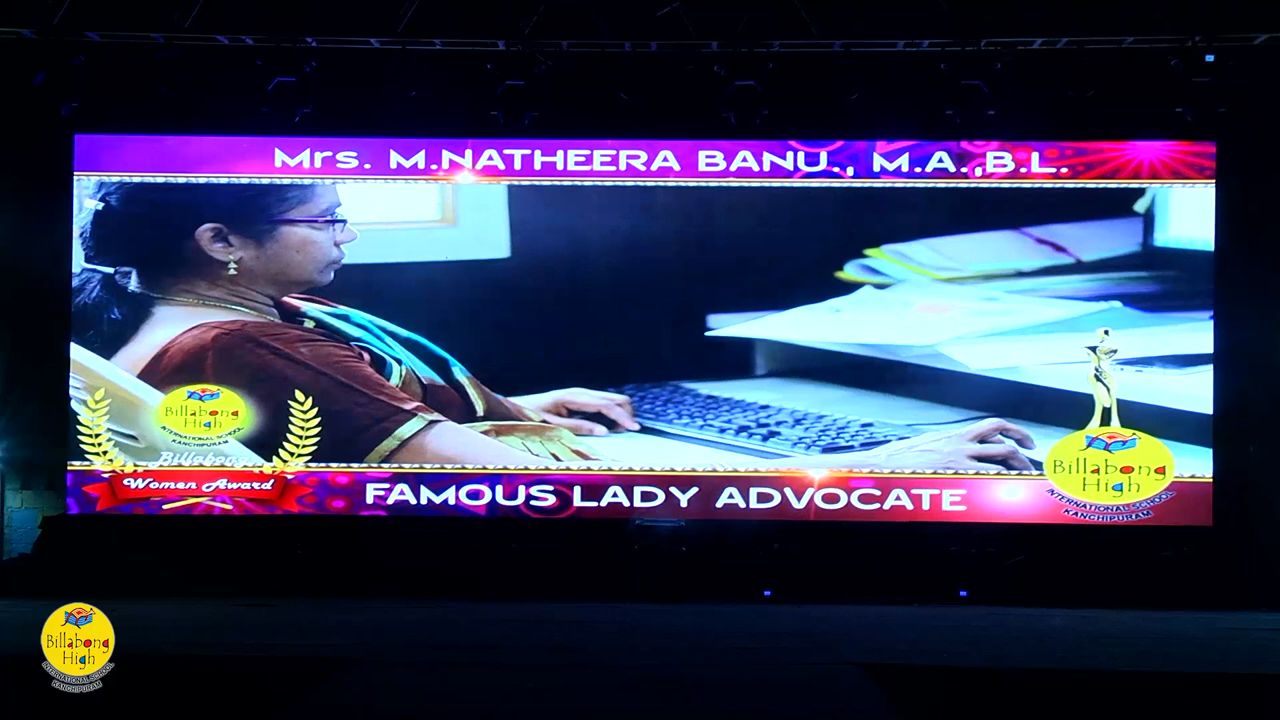 Mrs. M.NATHEERA BANU., M.A.,B.L.
Billabong
High
INTERNATIONAL SCHOOL
KANCHIPURAM
Billabong
Women Award
FAMOUS LADY ADVOCATE
Billabong
High
INTERNATIONAL SCHOOL
KANCHIPURAM
Billabong
High
INTERNATIONAL SCHOOL
KANCHIPURAM